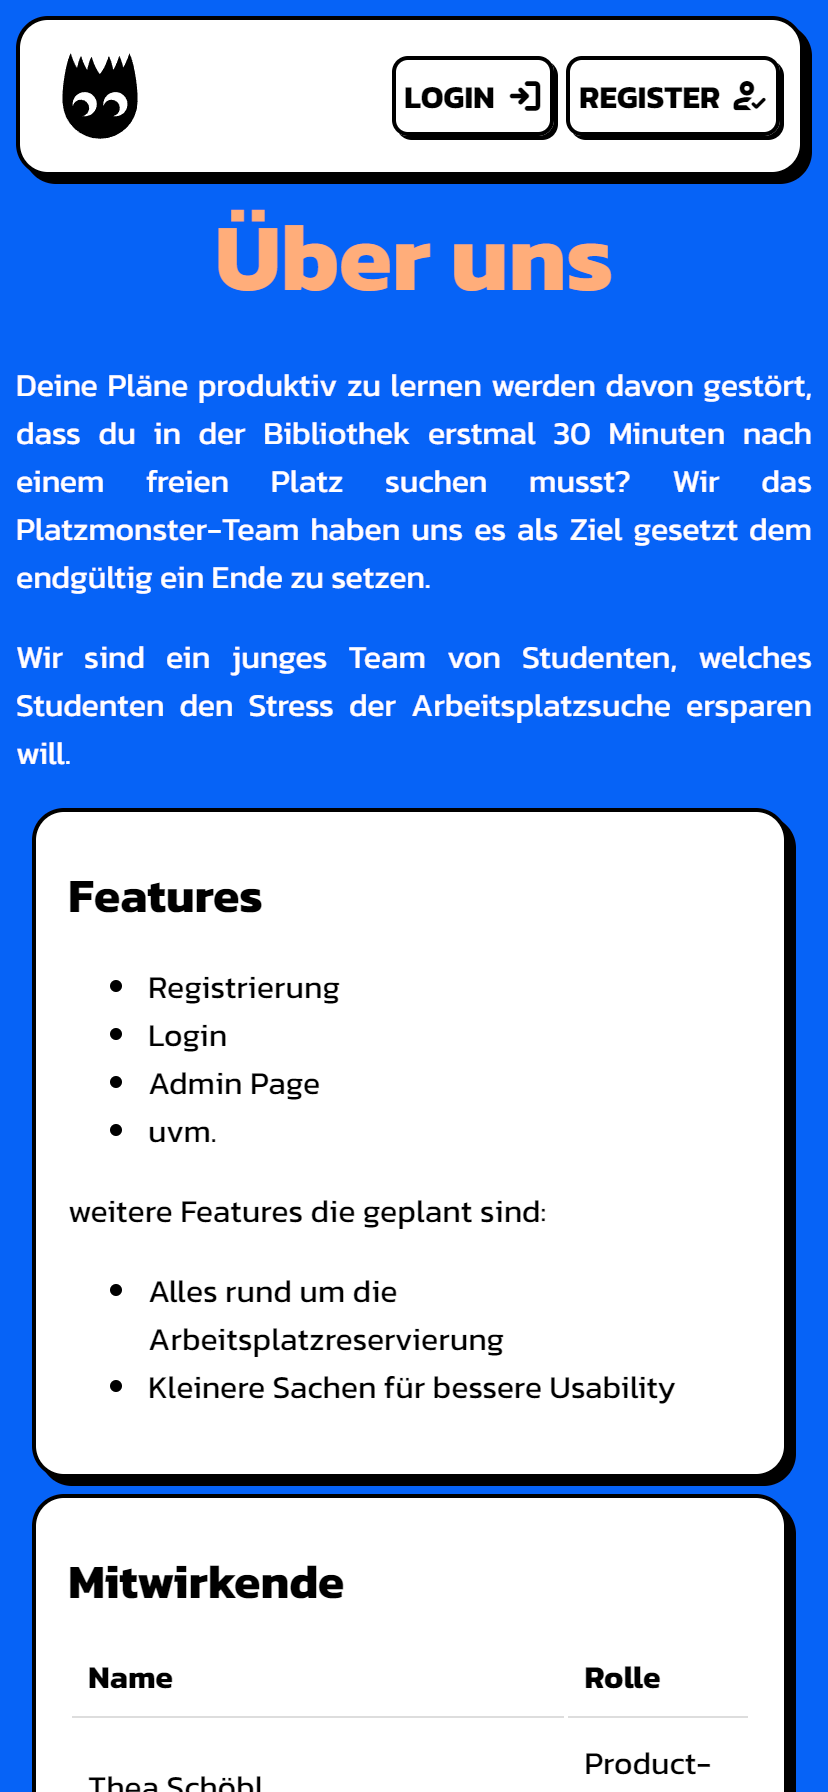 LOGIN
REGISTER
Über uns
Deine Pläne produktiv zu lernen werden davon gestört,
dass du in der Bibliothek erstmal 30 Minuten nach
einem freien Platz suchen musst? Wir das
Platzmonster-Team haben uns es als Ziel gesetzt dem
endgültig ein Ende zu setzen.
Wir sind ein junges Team von Studenten, welches
Studenten den Stress der Arbeitsplatzsuche ersparen
will.
Features
Registrierung
Login
Admin Page
uvm.
weitere Features die geplant sind:
Alles rund um die
Arbeitsplatzreservierung
Kleinere Sachen für bessere Usability
Mitwirkende
Name Rolle
Product-
Thea Schöbl